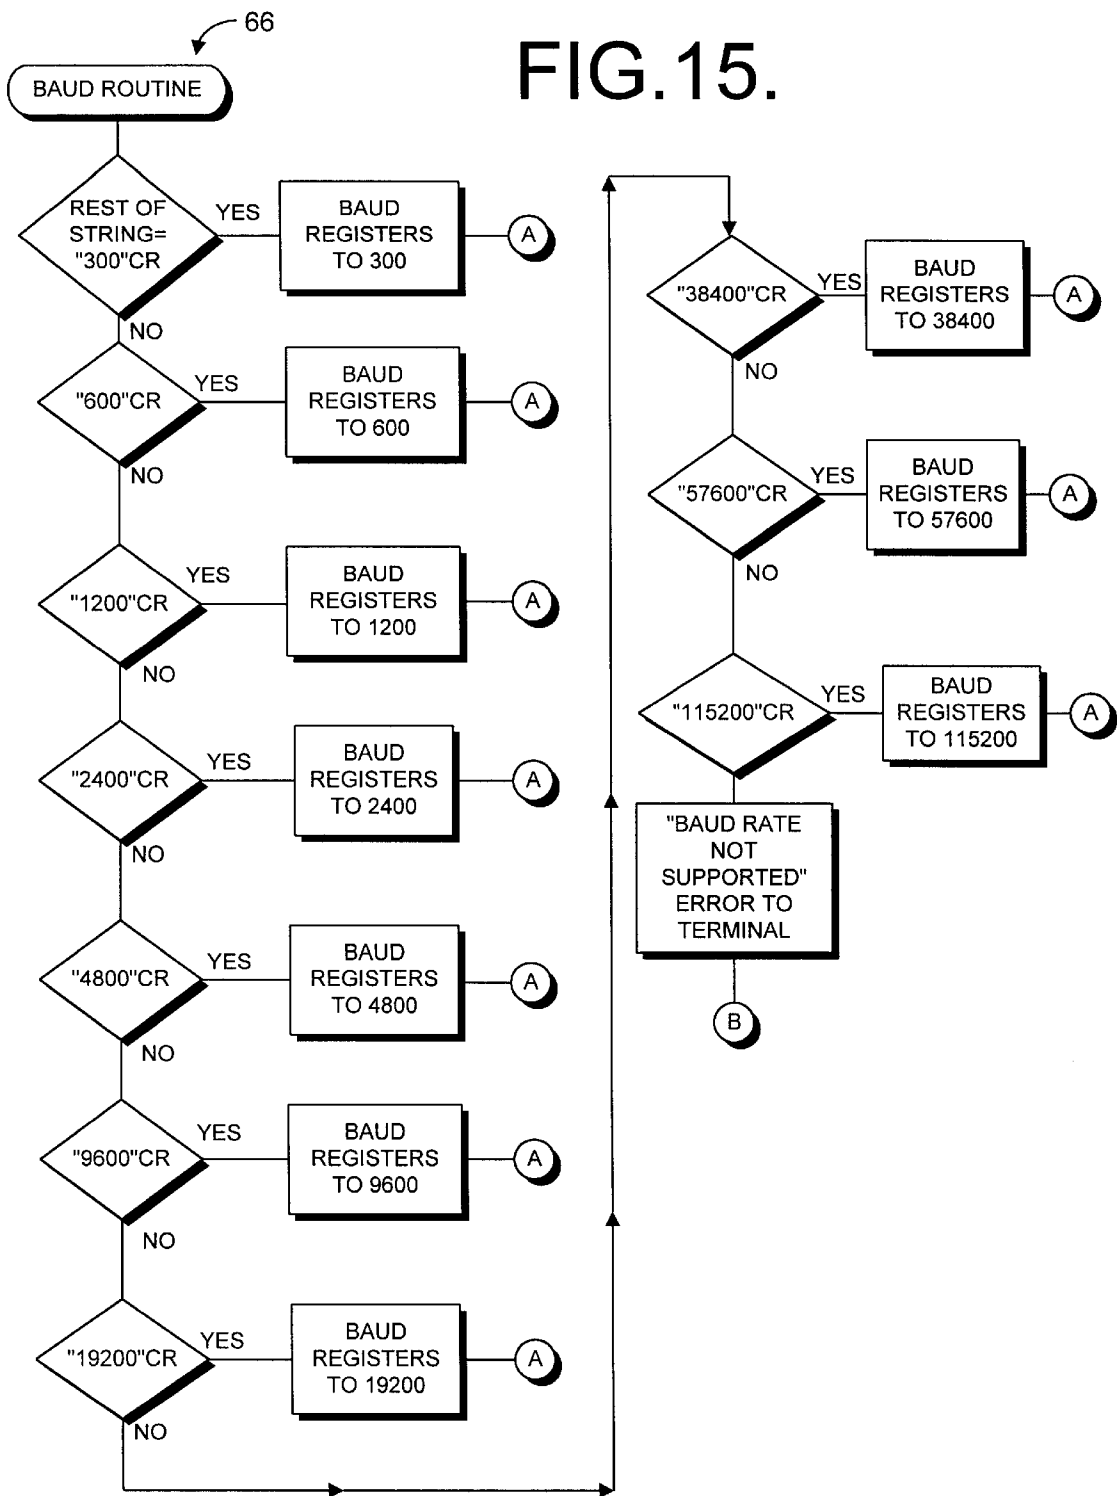 66
FIG.15.
BAUD ROUTINE
REST OF
STRING=
"300"CR
YES
BAUD
REGISTERS
TO 300
A
NO
"600"CR
YES
BAUD
REGISTERS
TO 600
A
NO
"1200"CR
YES
BAUD
REGISTERS
TO 1200
A
NO
"2400"CR
YES
BAUD
REGISTERS
TO 2400
A
NO
"4800"CR
YES
BAUD
REGISTERS
TO 4800
A
NO
"9600"CR
YES
BAUD
REGISTERS
TO 9600
A
NO
"19200"CR
YES
BAUD
REGISTERS
TO 19200
A
NO
"38400"CR
YES
BAUD
REGISTERS
TO 38400
A
NO
"57600"CR
YES
BAUD
REGISTERS
TO 57600
A
NO
"115200"CR
YES
BAUD
REGISTERS
TO 115200
A
"BAUD RATE
NOT
SUPPORTED"
ERROR TO
TERMINAL
B